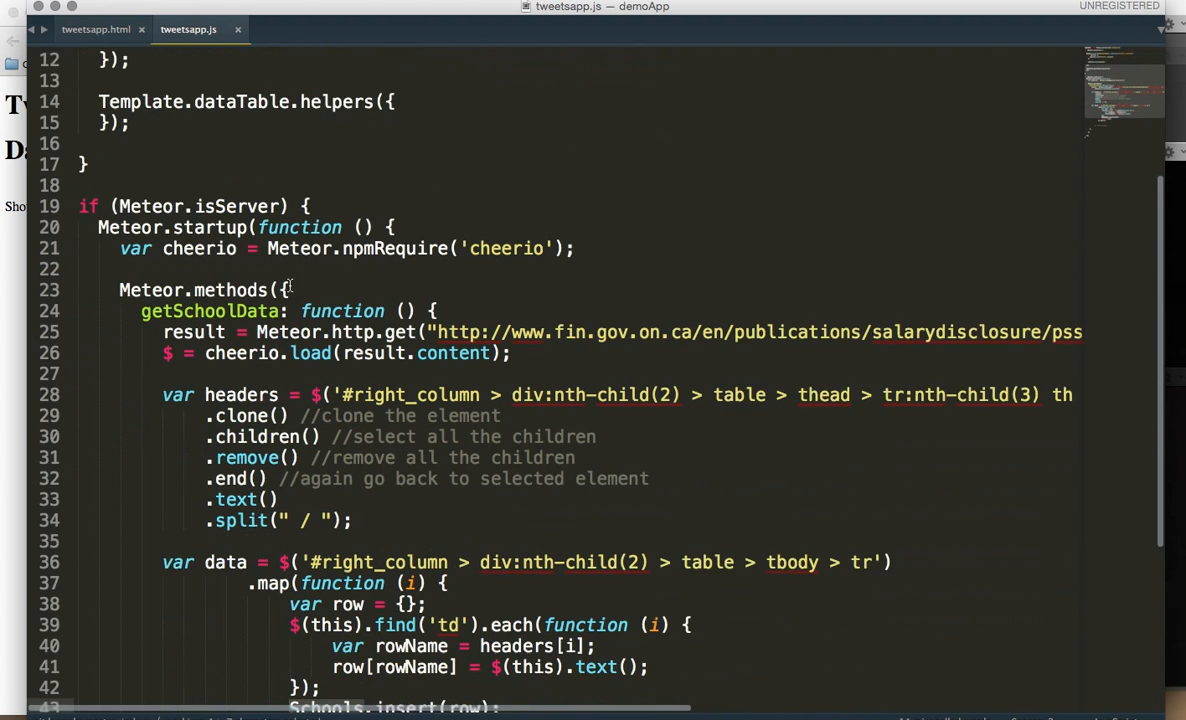 tweetsapp.js — demoApp
UNREGISTERED
tweetsapp.html ×
tweetsapp.js ×
12 });
13
14 Template.dataTable.helpers({
15 });
16
17 }
18
19 if (Meteor.isServer) {
20 Meteor.startup(function () {
21 var cheerio = Meteor.npmRequire('cheerio');
22
23 Meteor.methods({
24 getSchoolData: function () {
25 result = Meteor.http.get("http://www.fin.gov.on.ca/en/publications/salarydisclosure/pss
26 $ = cheerio.load(result.content);
27
28 var headers = $('#right_column > div:nth-child(2) > table > thead > tr:nth-child(3) th
29 .clone() //clone the element
30 .children() //select all the children
31 .remove() //remove all the children
32 .end() //again go back to selected element
33 .text()
34 .split(" / ");
35
36 var data = $('#right_column > div:nth-child(2) > table > tbody > tr')
37 .map(function (i) {
38 var row = {};
39 $(this).find('td').each(function (i) {
40 var rowName = headers[i];
41 row[rowName] = $(this).text();
42 });
43 Schools.insert(row);
Sho